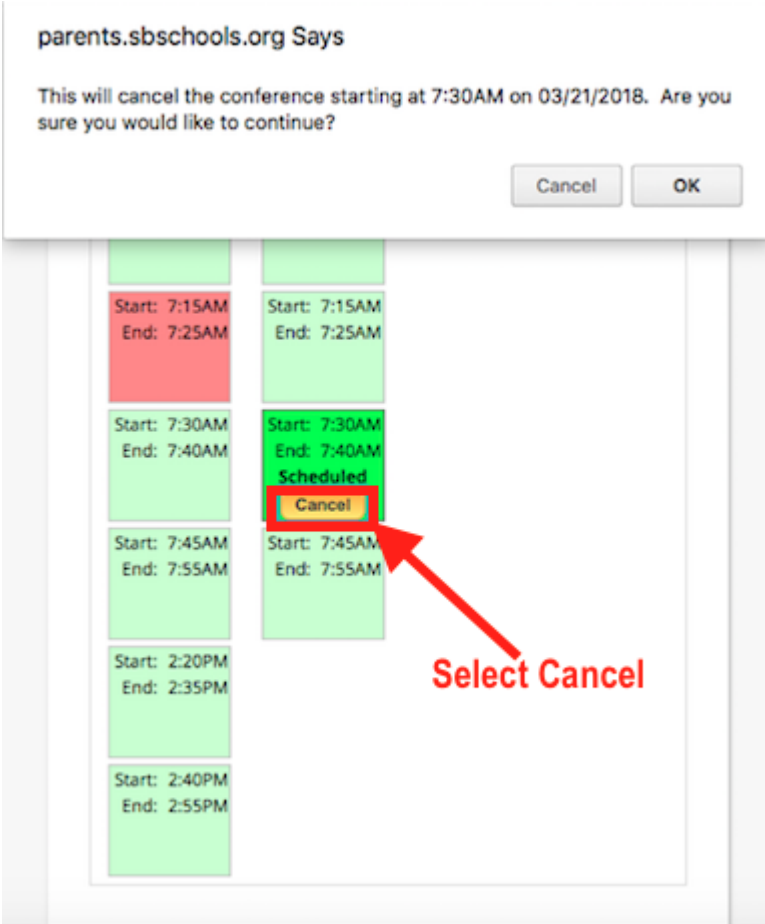 parents.sbschools.org Says
This will cancel the conference starting at 7:30AM on 03/21/2018.  Are you
sure you would like to continue?
Cancel
OK
Start: 7:15AM
End: 7:25AM
Start: 7:15AM
End: 7:25AM
Start: 7:30AM
End: 7:40AM
Start: 7:30AM
End: 7:40AM
Scheduled
Cancel
Start: 7:45AM
End: 7:55AM
Start: 7:45AM
End: 7:55AM
Select Cancel
Start: 2:20PM
End: 2:35PM
Start: 2:40PM
End: 2:55PM